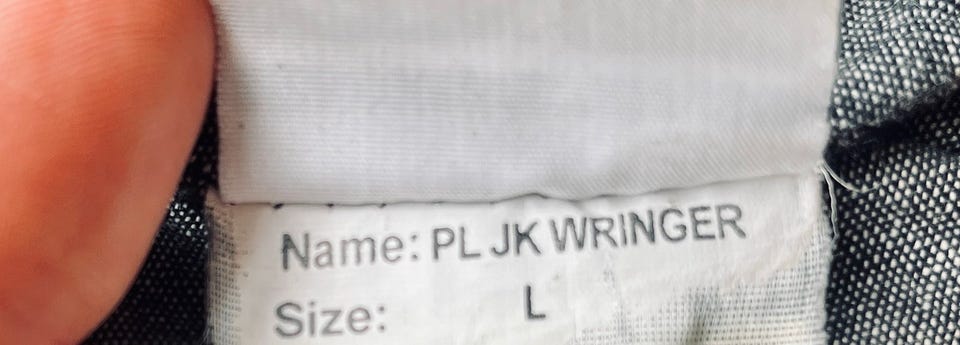 Name: PL JK WRINGER
Size: L